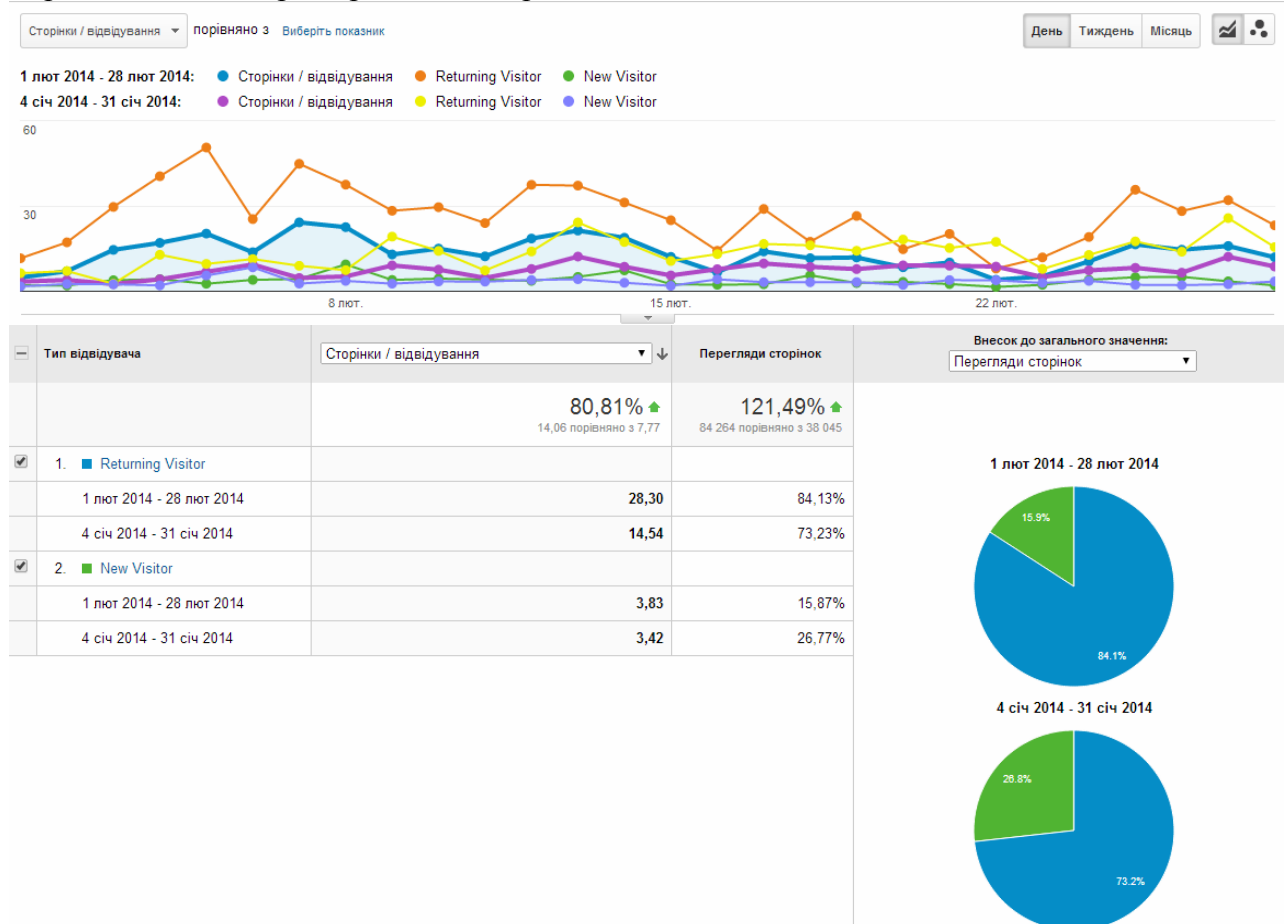 Сторінки / відвідування порівняно з Виберіть показник День Тиждень Місяць
1 лют 2014 - 28 лют 2014: Сторінки / відвідування Returning Visitor New Visitor
4 січ 2014 - 31 січ 2014: Сторінки / відвідування Returning Visitor New Visitor
60
30
8 лют. 15 лют. 22 лют.
Тип відвідувача Сторінки / відвідування Перегляди сторінок Внесок до загального значення:
Перегляди сторінок
80,81% 121,49%
14,06 порівняно з 7,77 84 264 порівняно з 38 045
1. Returning Visitor
1 лют 2014 - 28 лют 2014 28,30 84,13%
4 січ 2014 - 31 січ 2014 14,54 73,23%
2. New Visitor
1 лют 2014 - 28 лют 2014 3,83 15,87%
4 січ 2014 - 31 січ 2014 3,42 26,77%
1 лют 2014 - 28 лют 2014
15.9%
84.1%
4 січ 2014 - 31 січ 2014
26.8%
73.2%